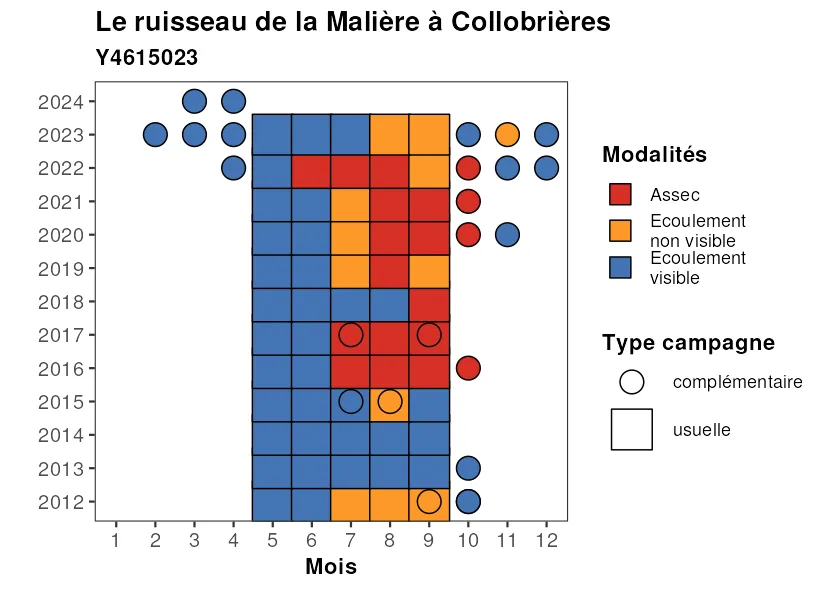 Le ruisseau de la Malière à Collobrières
Y4615023
2024
2023
2022
2021
2020
2019
2018
2017
2016
2015
2014
2013
2012
1 2 3 4 5 6 7 8 9 10 11 12
Mois
Modalités
Assec
Ecoulement
non visible
Ecoulement
visible
Type campagne
complémentaire
usuelle